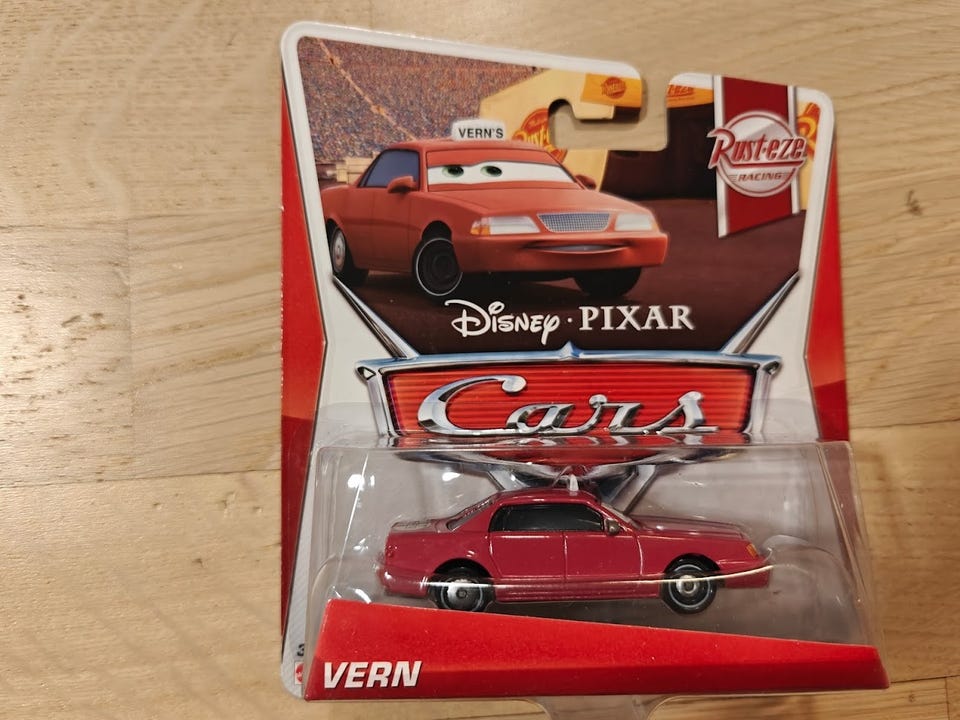 VERN'S
Rust-eze
RACING
Disney · PIXAR
Cars
VERN